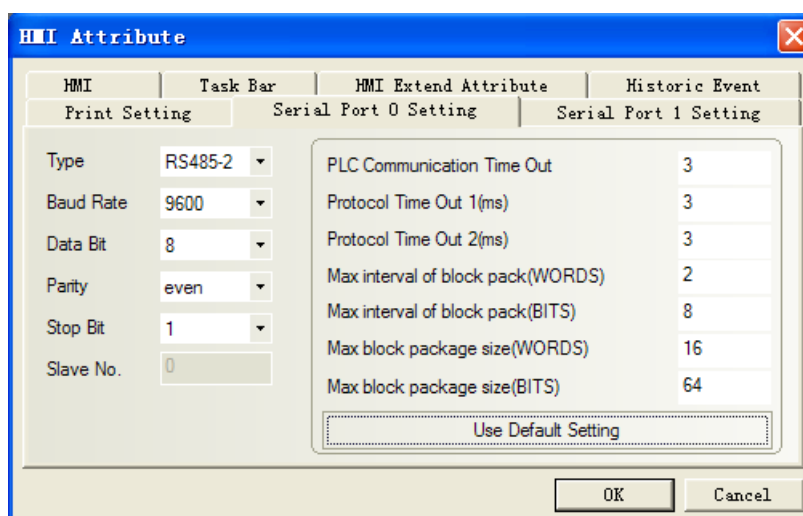 HMI Attribute
HMI Task Bar HMI Extend Attribute Historic Event
Print Setting Serial Port 0 Setting Serial Port 1 Setting
Type RS485-2
Baud Rate 9600
Data Bit 8
Parity even
Stop Bit 1
Slave No. 0
PLC Communication Time Out 3
Protocol Time Out 1(ms) 3
Protocol Time Out 2(ms) 3
Max interval of block pack(WORDS) 2
Max interval of block pack(BITS) 8
Max block package size(WORDS) 16
Max block package size(BITS) 64
Use Default Setting
OK Cancel